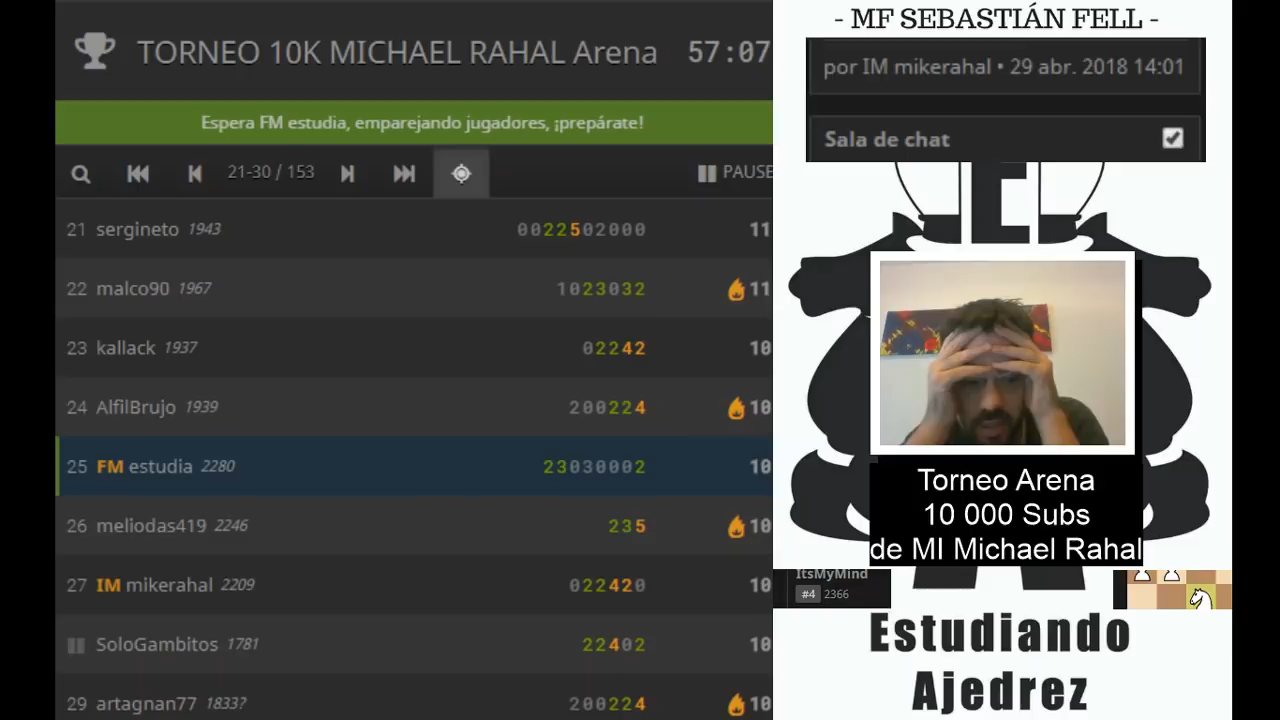 TORNEO 10K MICHAEL RAHAL Arena 57:07
Espera FM estudia, emparejando jugadores, ¡prepárate!
21-30 / 153 PAUSE
21 sergineto 1943 0022502000 11
22 malco90 1967 1023032 11
23 kallack 1937 02242 10
24 AlfilBrujo 1939 200224 10
25 FM estudia 2280 23030002 10
26 meliodas419 2246 235 10
27 IM mikerahal 2209 022420 10
SoloGambitos 1781 22402 10
29 artagnan77 1833? 200224 10
- MF SEBASTIÁN FELL -
por IM mikerahal • 29 abr. 2018 14:01
Sala de chat
E
Torneo Arena
10 000 Subs
de MI Michael Rahal
ItsMyMind
#4 2366
Estudiando
Ajedrez